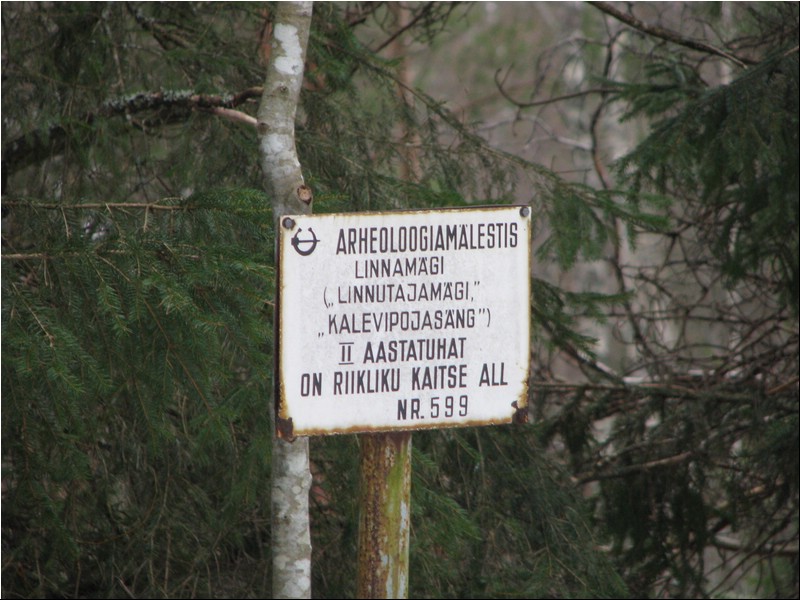 ARHEOLOOGIAMÄLESTIS
LINNAMÄGI
(„LINNUTAJAMÄGI,"
„KALEVIPOJASÄNG")
II AASTATUHAT
ON RIIKLIKU KAITSE ALL
NR. 599